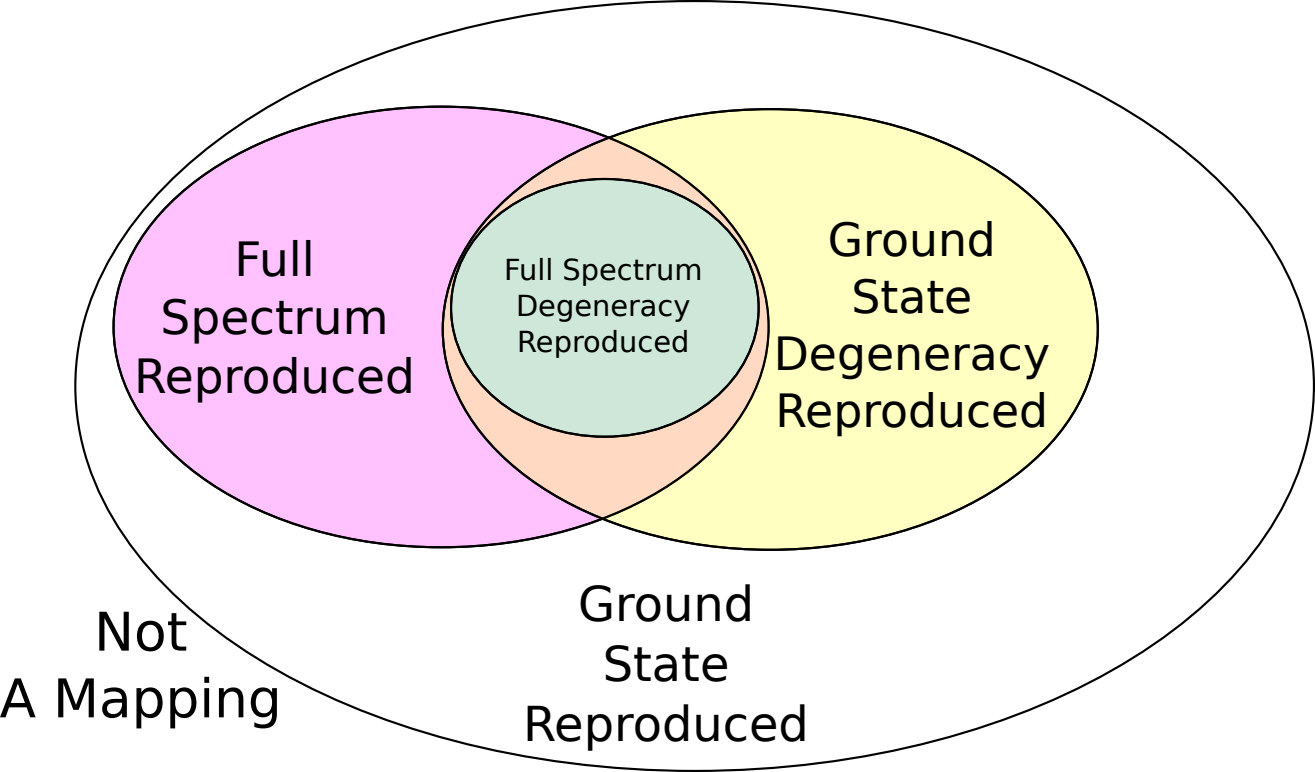 Full
Spectrum
Reproduced
Full Spectrum
Degeneracy
Reproduced
Ground
State
Degeneracy
Reproduced
Not
A Mapping
Ground
State
Reproduced